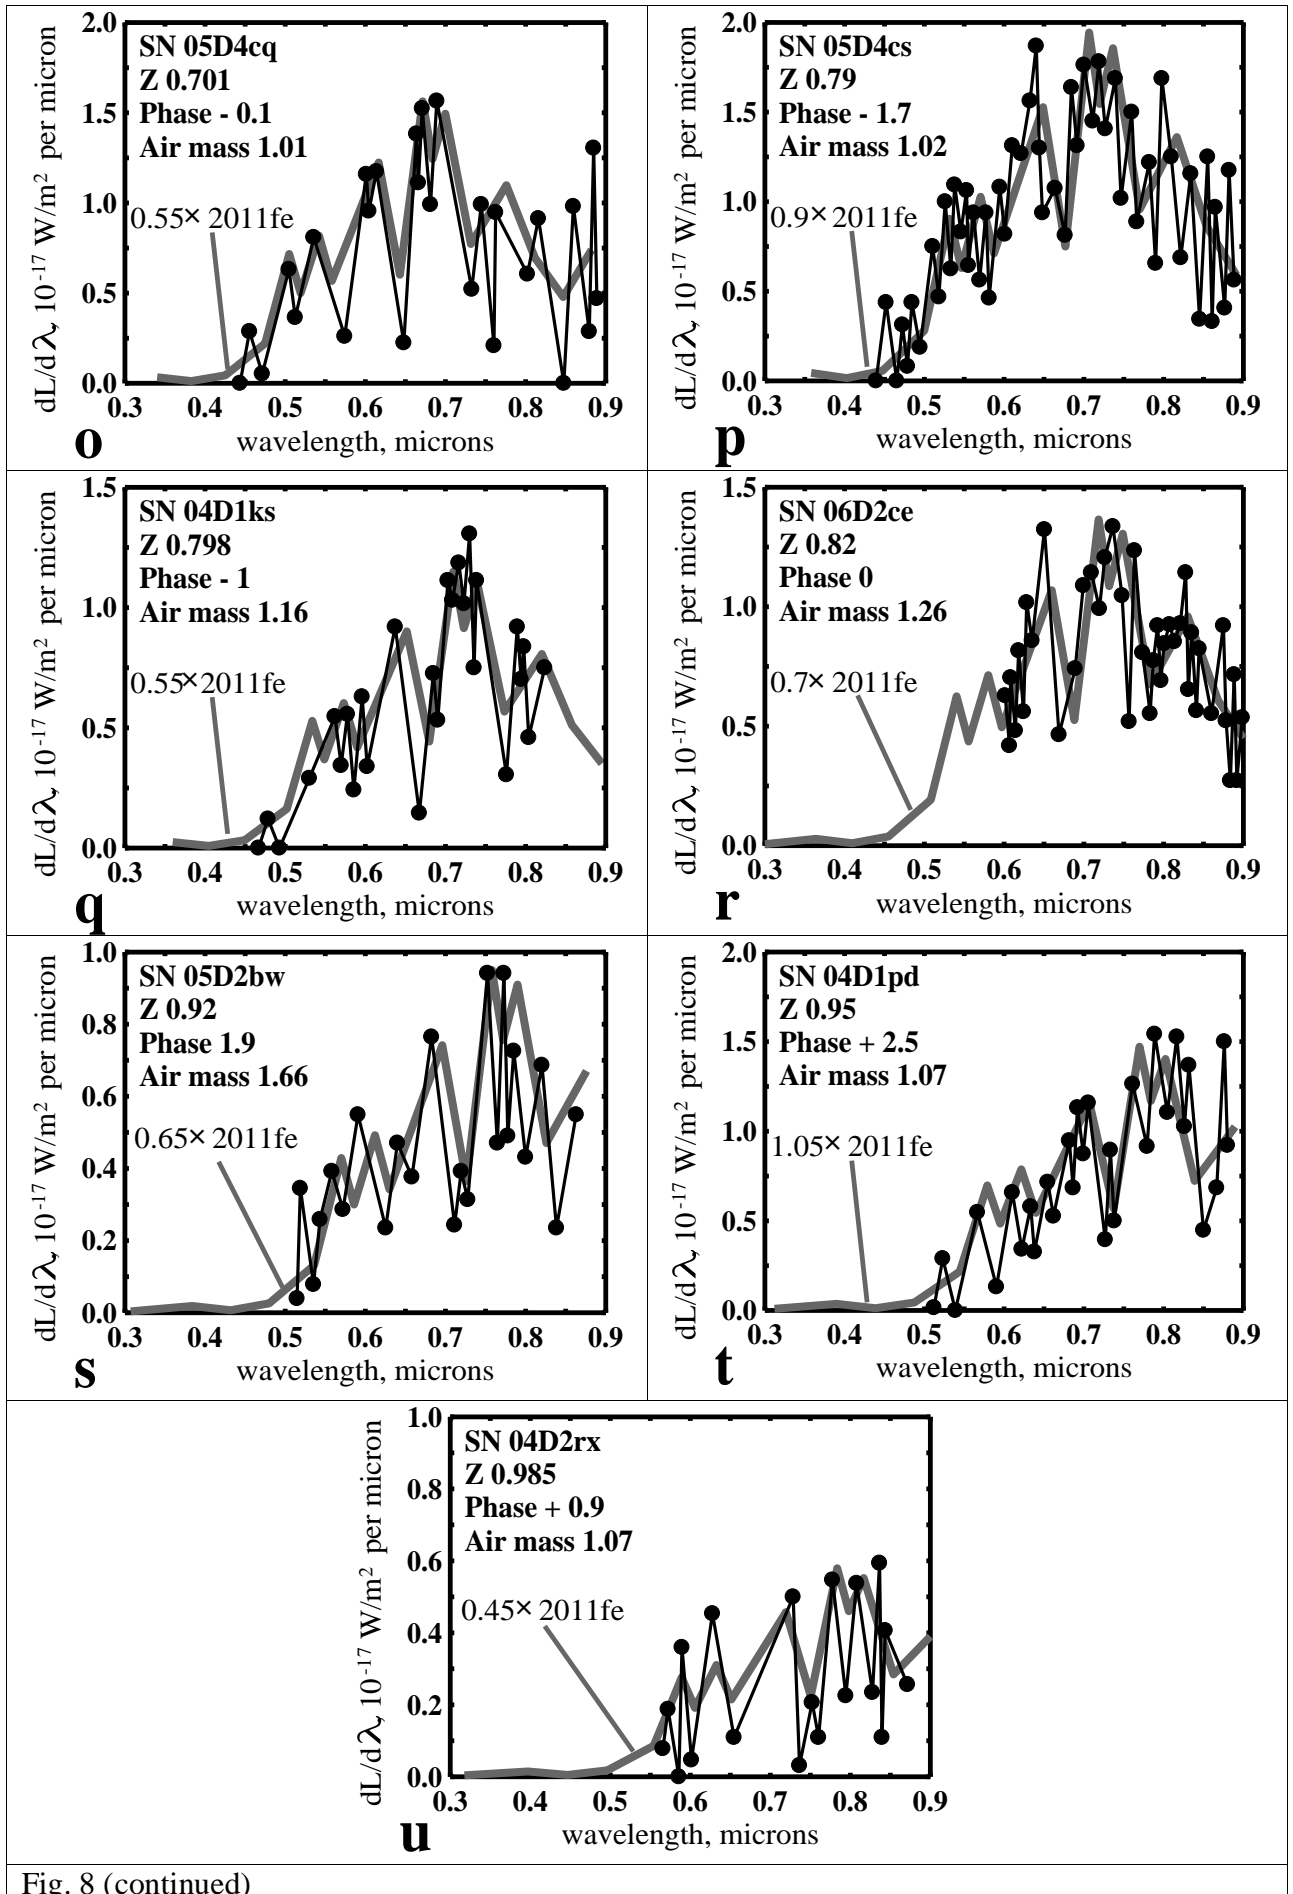 2.0
1.5
1.0
0.5
0.0
dL/dλ, 10⁻¹⁷ W/m² per micron
SN 05D4cq
Z 0.701
Phase - 0.1
Air mass 1.01
0.55× 2011fe
0.3 0.4 0.5 0.6 0.7 0.8 0.9
wavelength, microns
o
2.0
1.5
1.0
0.5
0.0
dL/dλ, 10⁻¹⁷ W/m² per micron
SN 05D4cs
Z 0.79
Phase - 1.7
Air mass 1.02
0.9× 2011fe
0.3 0.4 0.5 0.6 0.7 0.8 0.9
wavelength, microns
p
1.5
1.0
0.5
0.0
dL/dλ, 10⁻¹⁷ W/m² per micron
SN 04D1ks
Z 0.798
Phase - 1
Air mass 1.16
0.55×2011fe
0.3 0.4 0.5 0.6 0.7 0.8 0.9
wavelength, microns
q
1.5
1.0
0.5
0.0
dL/dλ, 10⁻¹⁷ W/m² per micron
SN 06D2ce
Z 0.82
Phase 0
Air mass 1.26
0.7× 2011fe
0.3 0.4 0.5 0.6 0.7 0.8 0.9
wavelength, microns
r
1.0
0.8
0.6
0.4
0.2
0.0
dL/dλ, 10⁻¹⁷ W/m² per micron
SN 05D2bw
Z 0.92
Phase 1.9
Air mass 1.66
0.65× 2011fe
0.3 0.4 0.5 0.6 0.7 0.8 0.9
wavelength, microns
s
2.0
1.5
1.0
0.5
0.0
dL/dλ, 10⁻¹⁷ W/m² per micron
SN 04D1pd
Z 0.95
Phase + 2.5
Air mass 1.07
1.05× 2011fe
0.3 0.4 0.5 0.6 0.7 0.8 0.9
wavelength, microns
t
1.0
0.8
0.6
0.4
0.2
0.0
dL/dλ, 10⁻¹⁷ W/m² per micron
SN 04D2rx
Z 0.985
Phase + 0.9
Air mass 1.07
0.45× 2011fe
0.3 0.4 0.5 0.6 0.7 0.8 0.9
wavelength, microns
u
Fig. 8 (continued)